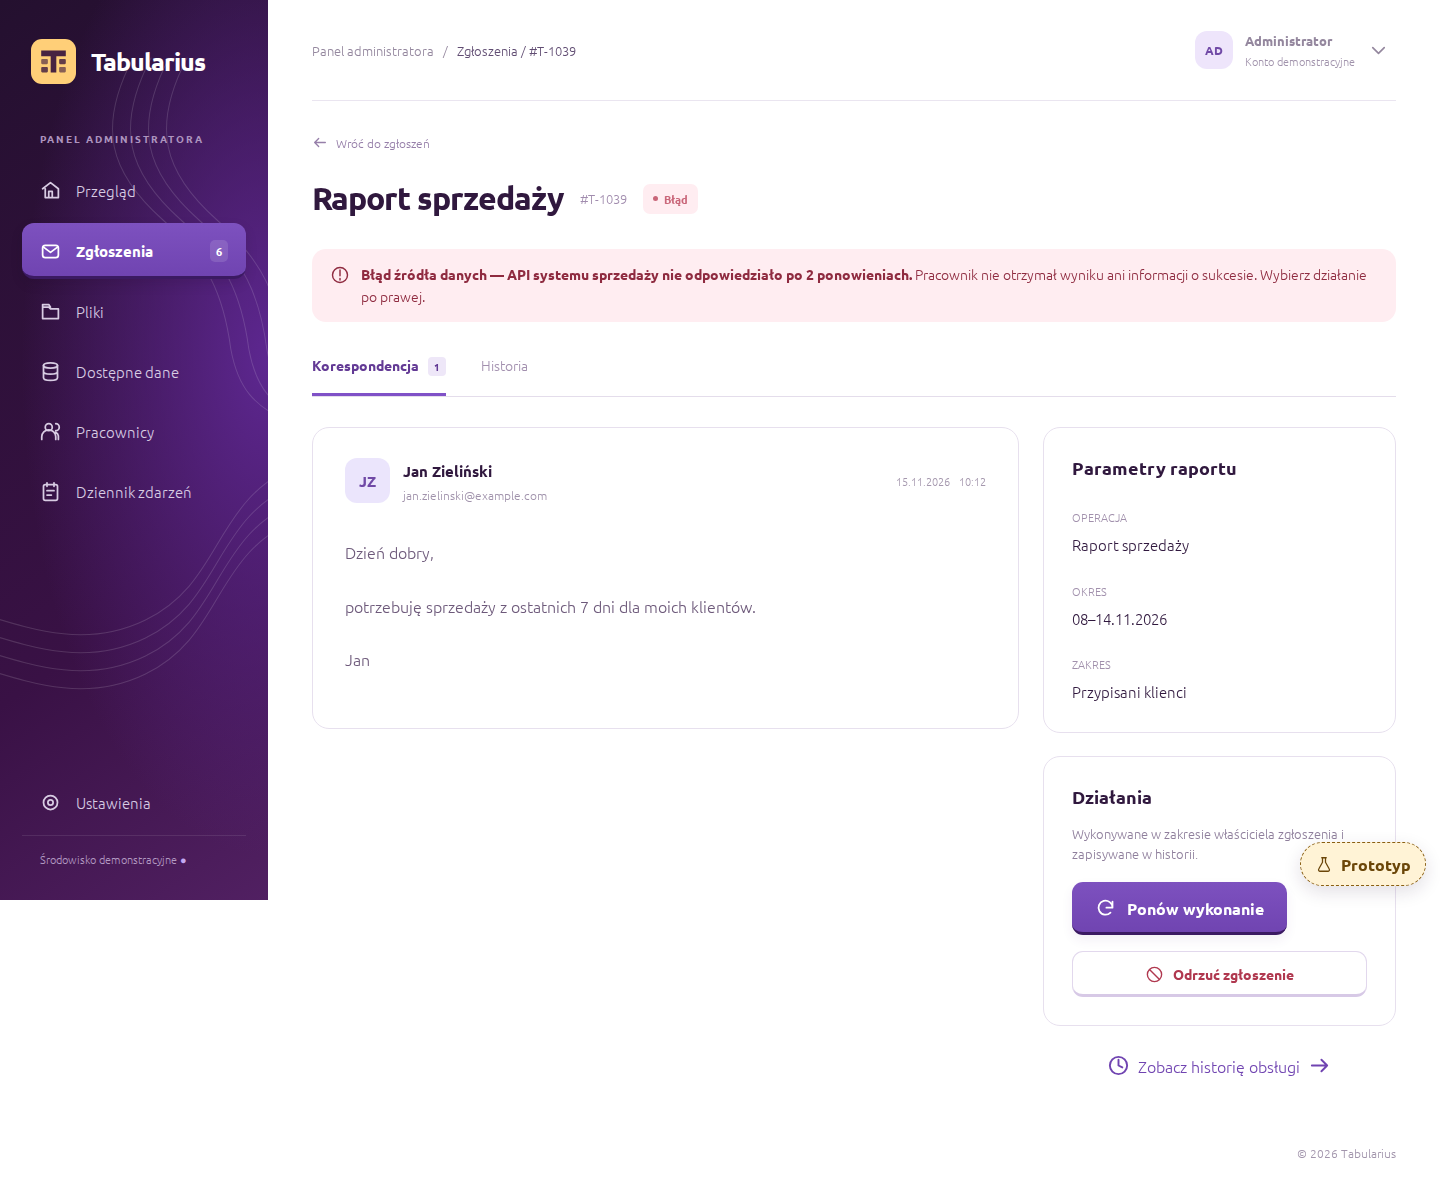 Tabularius
PANEL ADMINISTRATORA
Przegląd
Zgłoszenia 6
Pliki
Dostępne dane
Pracownicy
Dziennik zdarzeń
Ustawienia
Środowisko demonstracyjne ●
Panel administratora / Zgłoszenia / #T-1039
AD
Administrator
Konto demonstracyjne
Wróć do zgłoszeń
Raport sprzedaży #T-1039 Błąd
Błąd źródła danych — API systemu sprzedaży nie odpowiedziało po 2 ponowieniach. Pracownik nie otrzymał wyniku ani informacji o sukcesie. Wybierz działanie
po prawej.
Korespondencja 1 Historia
JZ
Jan Zieliński
jan.zielinski@example.com
15.11.2026 10:12
Dzień dobry,
potrzebuję sprzedaży z ostatnich 7 dni dla moich klientów.
Jan
Parametry raportu
OPERACJA
Raport sprzedaży
OKRES
08–14.11.2026
ZAKRES
Przypisani klienci
Działania
Wykonywane w zakresie właściciela zgłoszenia i
zapisywane w historii.
Prototyp
Ponów wykonanie
Odrzuć zgłoszenie
Zobacz historię obsługi
© 2026 Tabularius